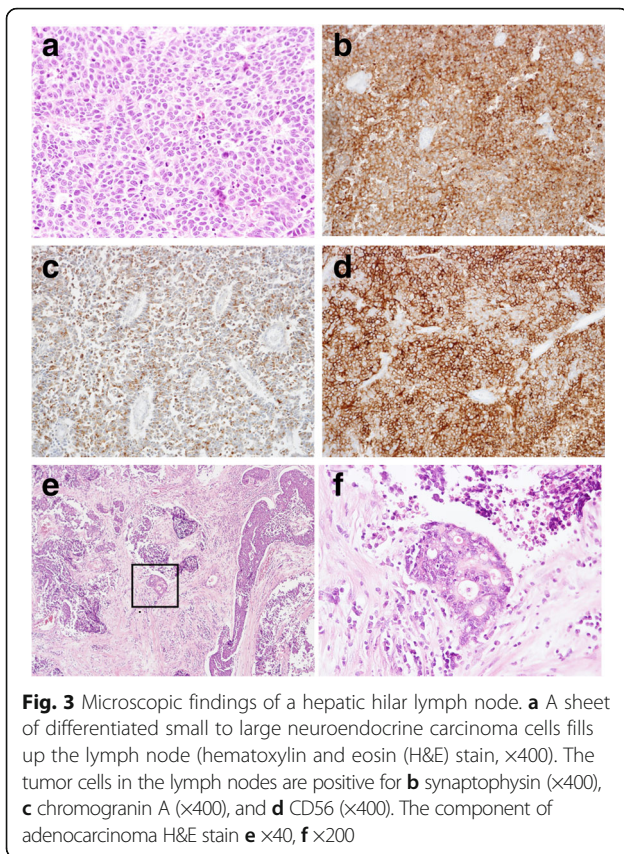 a
b
c
d
e
f
Fig. 3 Microscopic findings of a hepatic hilar lymph node. a A sheet
of differentiated small to large neuroendocrine carcinoma cells fills
up the lymph node (hematoxylin and eosin (H&E) stain, ×400). The
tumor cells in the lymph nodes are positive for b synaptophysin (×400),
c chromogranin A (×400), and d CD56 (×400). The component of
adenocarcinoma H&E stain e ×40, f ×200